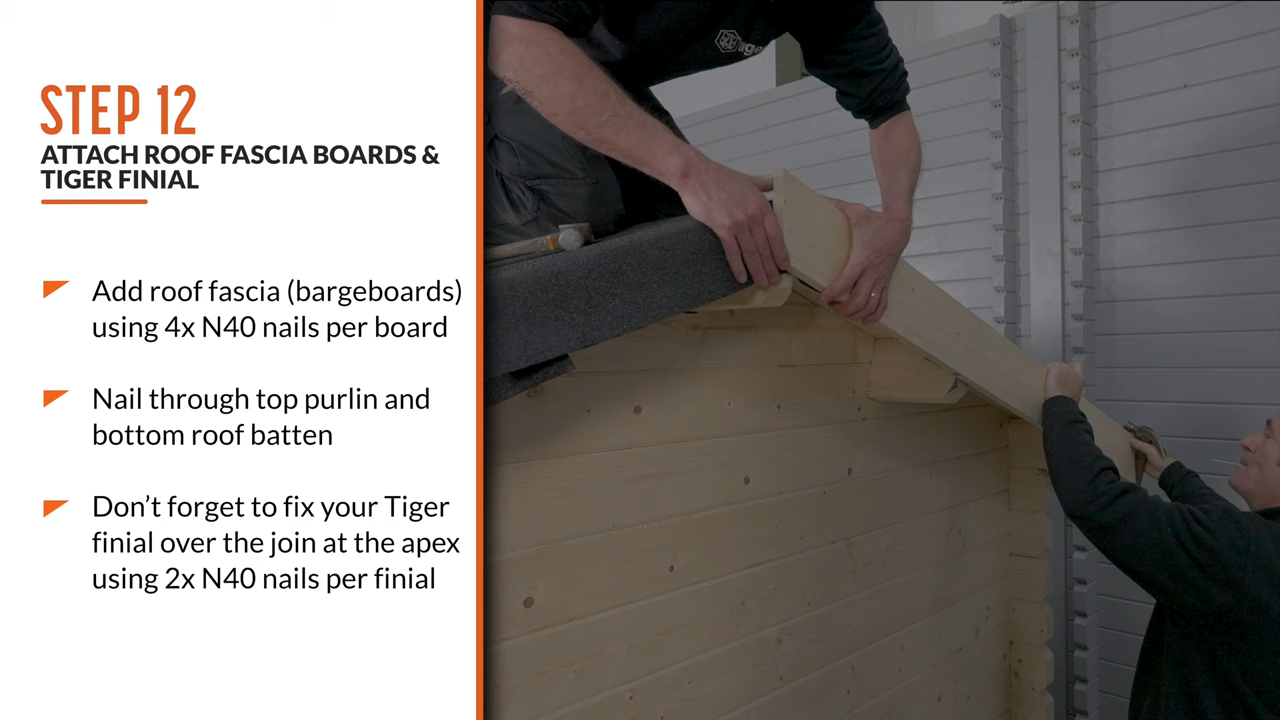 STEP 12
ATTACH ROOF FASCIA BOARDS &
TIGER FINIAL
Add roof fascia (bargeboards)
using 4x N40 nails per board
Nail through top purlin and
bottom roof batten
Don’t forget to fix your Tiger
finial over the join at the apex
using 2x N40 nails per finial